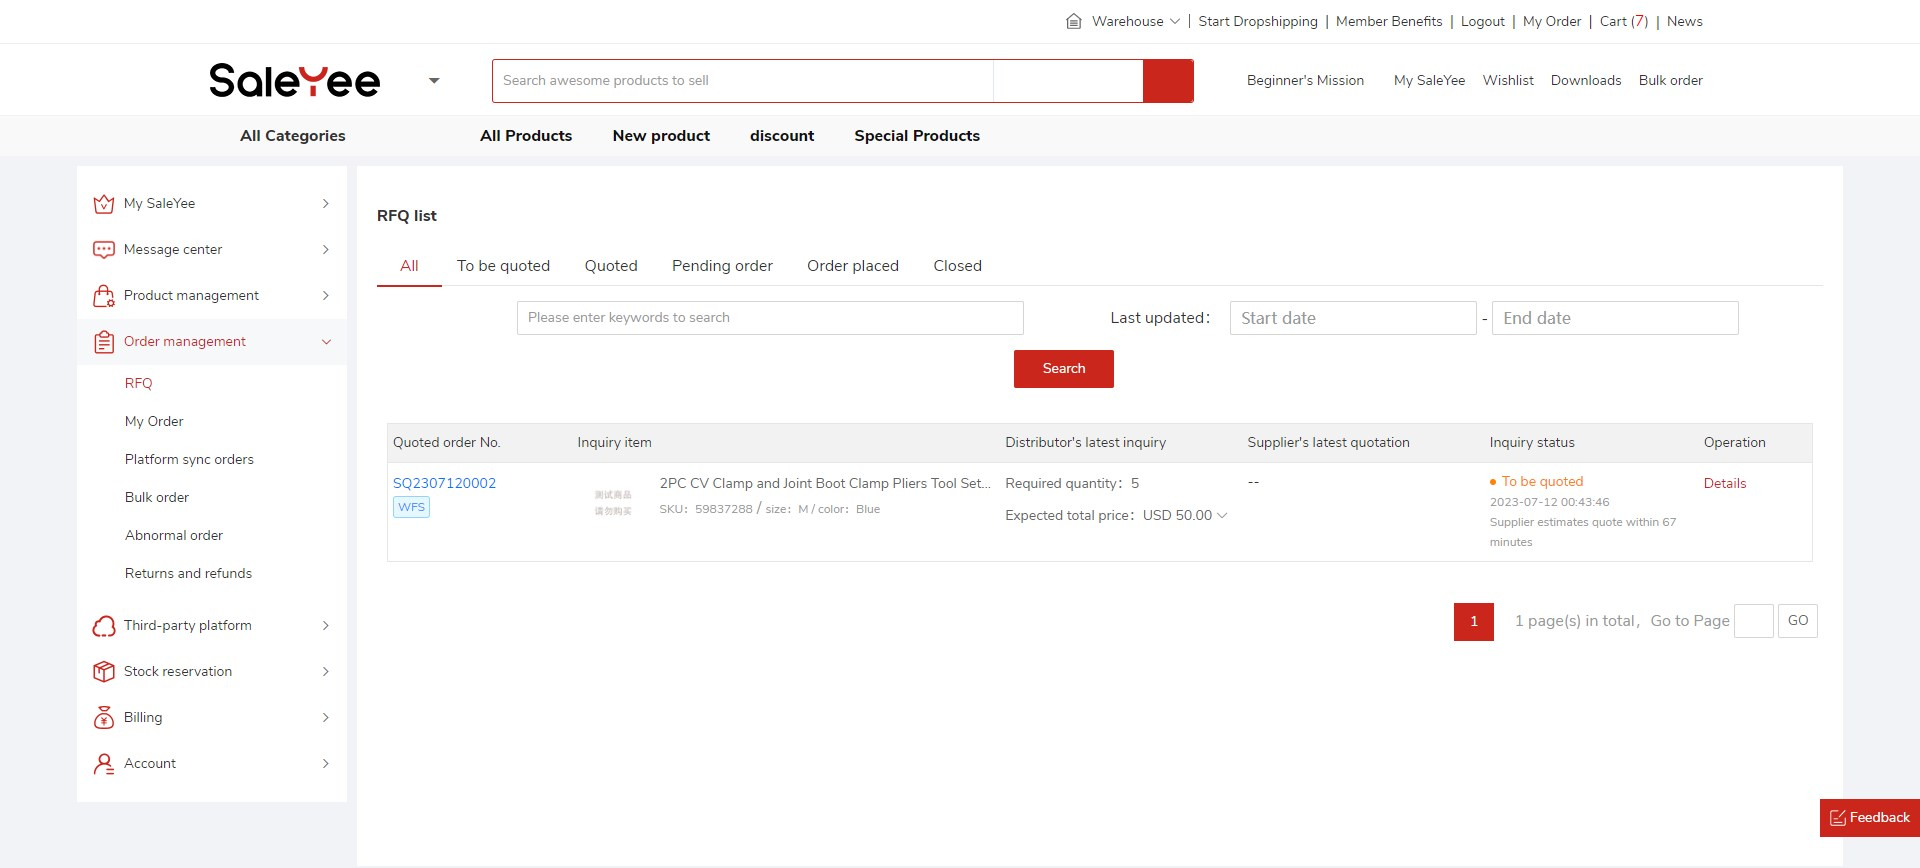 Warehouse | Start Dropshipping | Member Benefits | Logout | My Order | Cart (7) | News
SaleYee
Search awesome products to sell
Beginner's Mission My SaleYee Wishlist Downloads Bulk order
All Categories All Products New product discount Special Products
My SaleYee
Message center
Product management
Order management
RFQ
My Order
Platform sync orders
Bulk order
Abnormal order
Returns and refunds
Third-party platform
Stock reservation
Billing
Account
RFQ list
All To be quoted Quoted Pending order Order placed Closed
Please enter keywords to search Last updated： Start date - End date
Search
Quoted order No. Inquiry item Distributor's latest inquiry Supplier's latest quotation Inquiry status Operation
SQ2307120002
WFS
测试商品
请勿购买
2PC CV Clamp and Joint Boot Clamp Pliers Tool Set...
SKU：59837288 / size：M / color：Blue
Required quantity：5
Expected total price：USD 50.00
--
To be quoted
2023-07-12 00:43:46
Supplier estimates quote within 67
minutes
Details
1 1 page(s) in total，Go to Page GO
Feedback